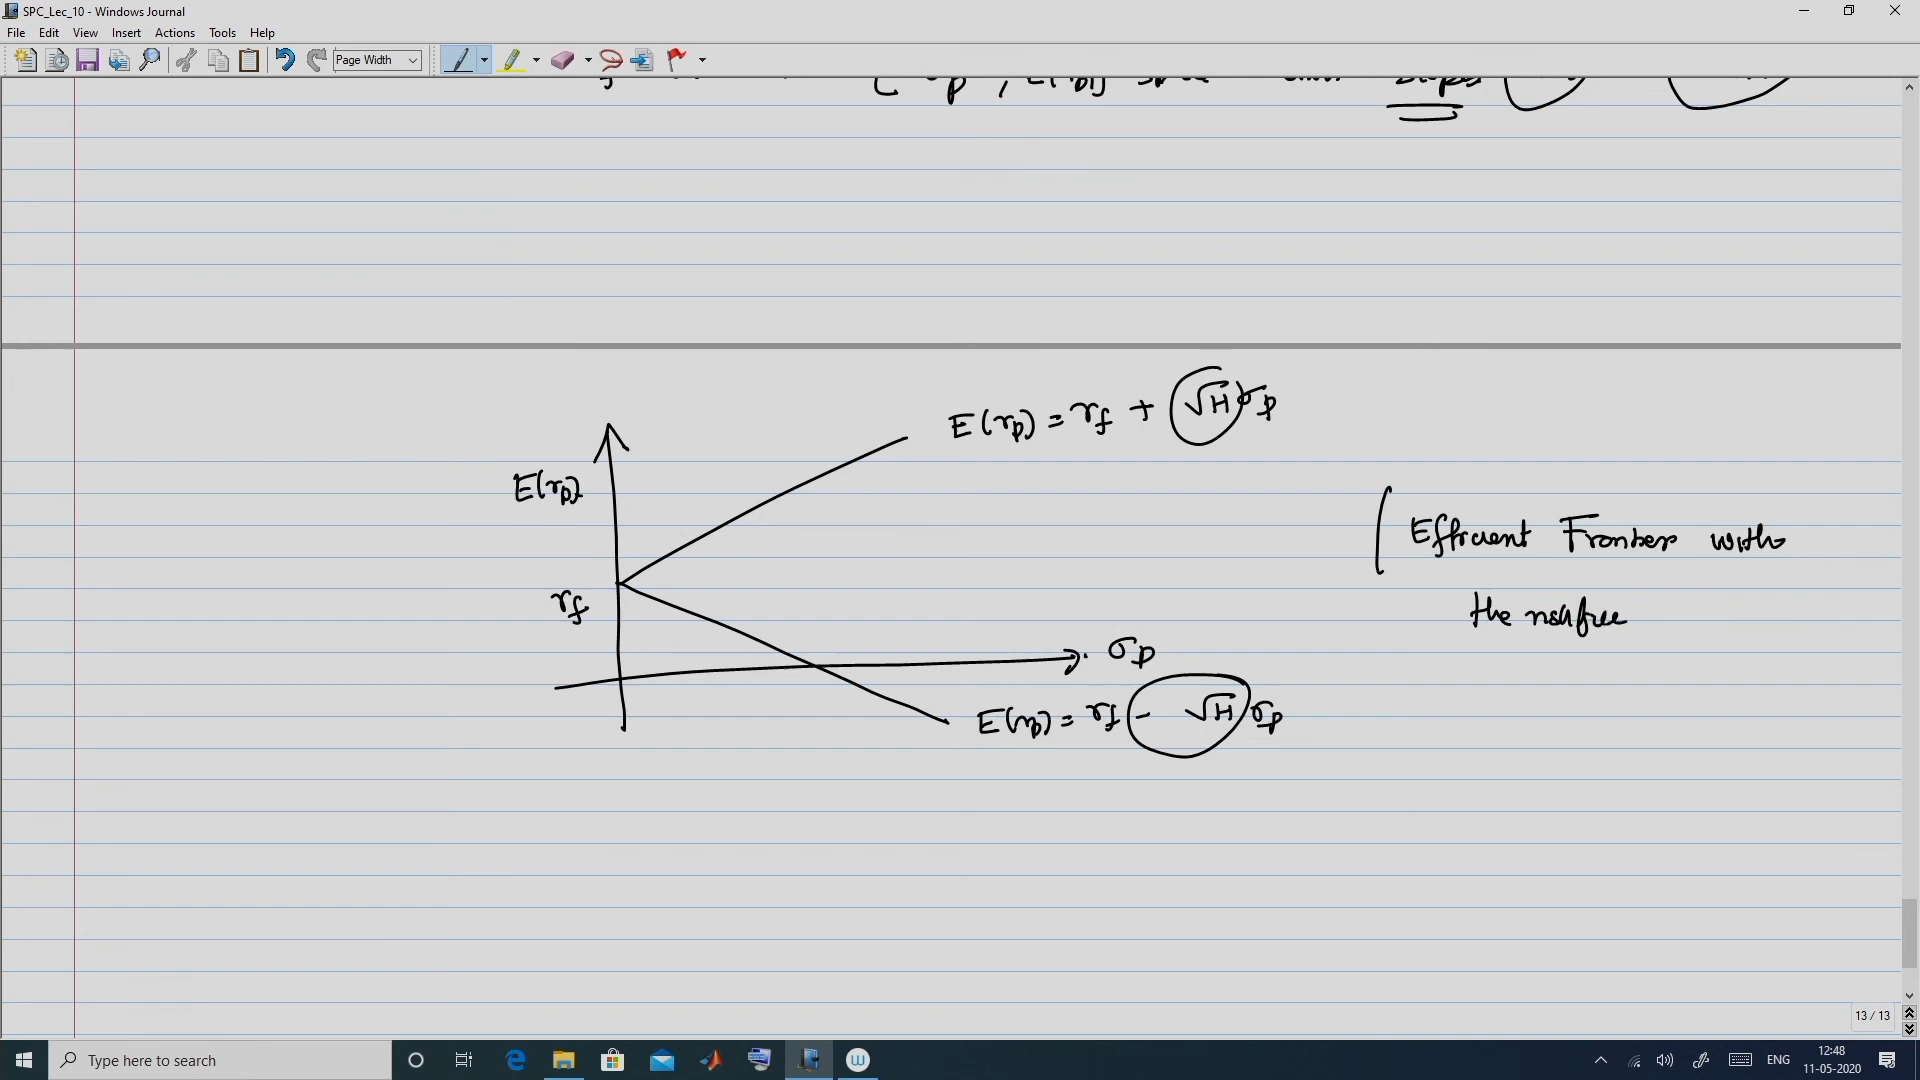 SPC_Lec_10 - Windows Journal
File Edit View Insert Actions Tools Help
Page Width
E(rp) = rf + √H σp
E(rp)
Efficient Frontier with
the riskfree
rf
σp
E(rp) = rf - √H σp
13 / 13
Type here to search
ENG
12:48
11-05-2020